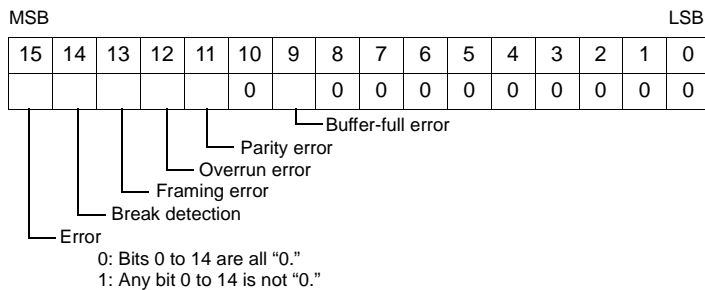 MSB LSB
15 14 13 12 11 10 9 8 7 6 5 4 3 2 1 0
0 0 0 0 0 0 0 0 0 0
Buffer-full error
Parity error
Overrun error
Framing error
Break detection
Error
0: Bits 0 to 14 are all “0.”
1: Any bit 0 to 14 is not “0.”